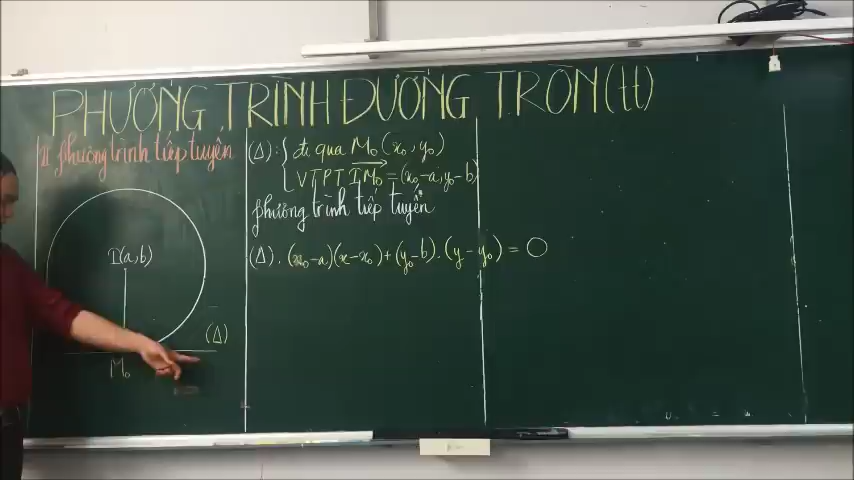 PHƯƠNG TRÌNH ĐƯỜNG TRÒN(tt)
II phương trình tiếp tuyến
I(a,b)
(Δ)
M₀
(Δ): { đi qua M₀(x₀, y₀)
VTPT IM₀ = (x₀-a, y₀-b)
phương trình tiếp tuyến
(Δ). (x₀-a)(x-x₀)+(y₀-b).(y-y₀) = 0